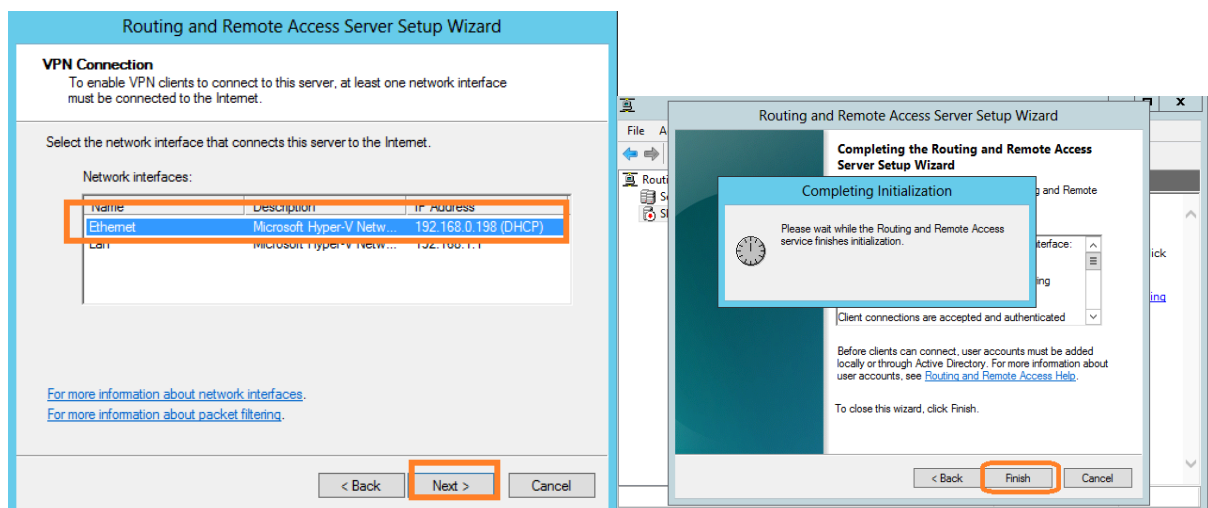 Routing and Remote Access Server Setup Wizard
VPN Connection
To enable VPN clients to connect to this server, at least one network interface
must be connected to the Internet.
Select the network interface that connects this server to the Internet.
Network interfaces:
Name Description IP Address
Ethernet Microsoft Hyper-V Netw... 192.168.0.198 (DHCP)
Lan Microsoft Hyper-V Netw... 192.168.1.1
For more information about network interfaces.
For more information about packet filtering.
< Back Next > Cancel
x
Routing and Remote Access Server Setup Wizard
File A
Completing the Routing and Remote Access
Server Setup Wizard
Routi
Completing Initialization
g and Remote
S
Sl
Please wait while the Routing and Remote Access
service finishes initialization.
terface:
ick
ing
ing
Client connections are accepted and authenticated
Before clients can connect, user accounts must be added
locally or through Active Directory. For more information about
user accounts, see Routing and Remote Access Help.
To close this wizard, click Finish.
< Back Finish Cancel